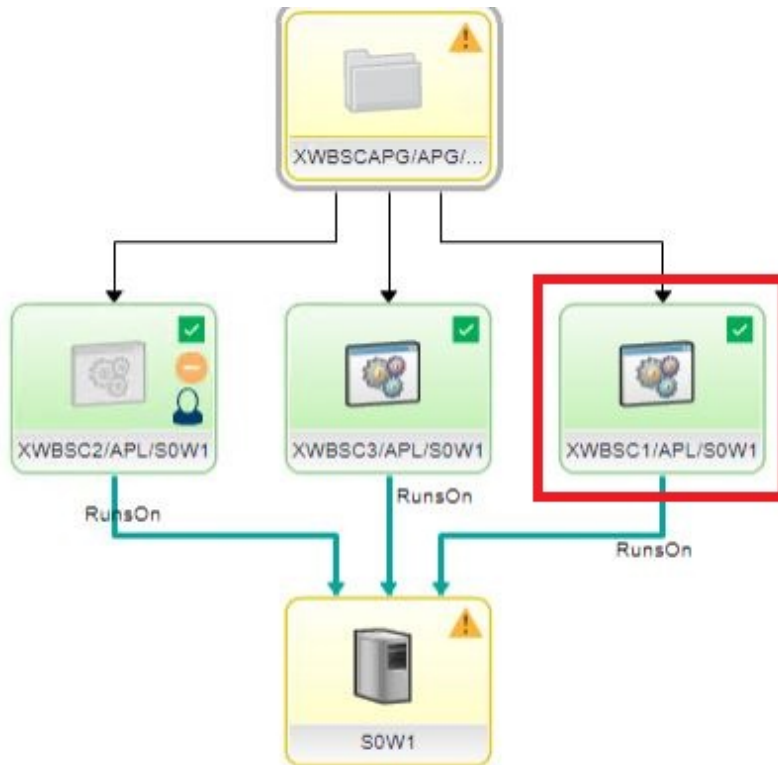 XWBSCAPG/APG/...
XWBSC2/APL/S0W1
XWBSC3/APL/S0W1
XWBSC1/APL/S0W1
RunsOn
RunsOn
RunsOn
S0W1